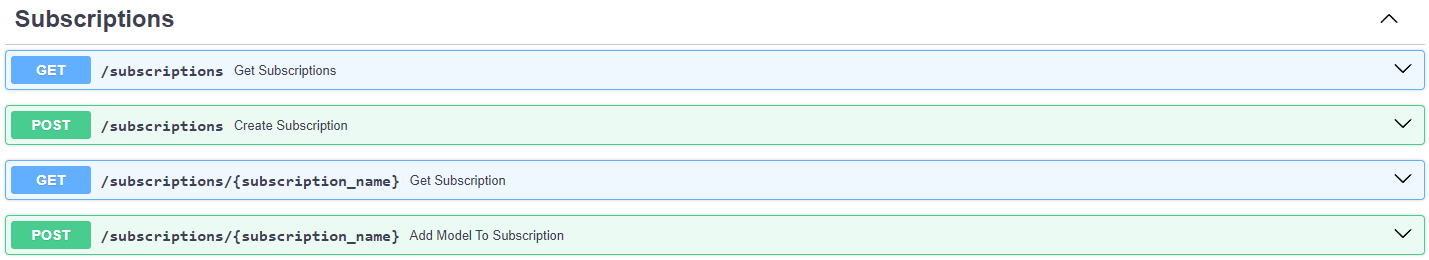 Subscriptions
GET /subscriptions Get Subscriptions
POST /subscriptions Create Subscription
GET /subscriptions/{subscription_name} Get Subscription
POST /subscriptions/{subscription_name} Add Model To Subscription